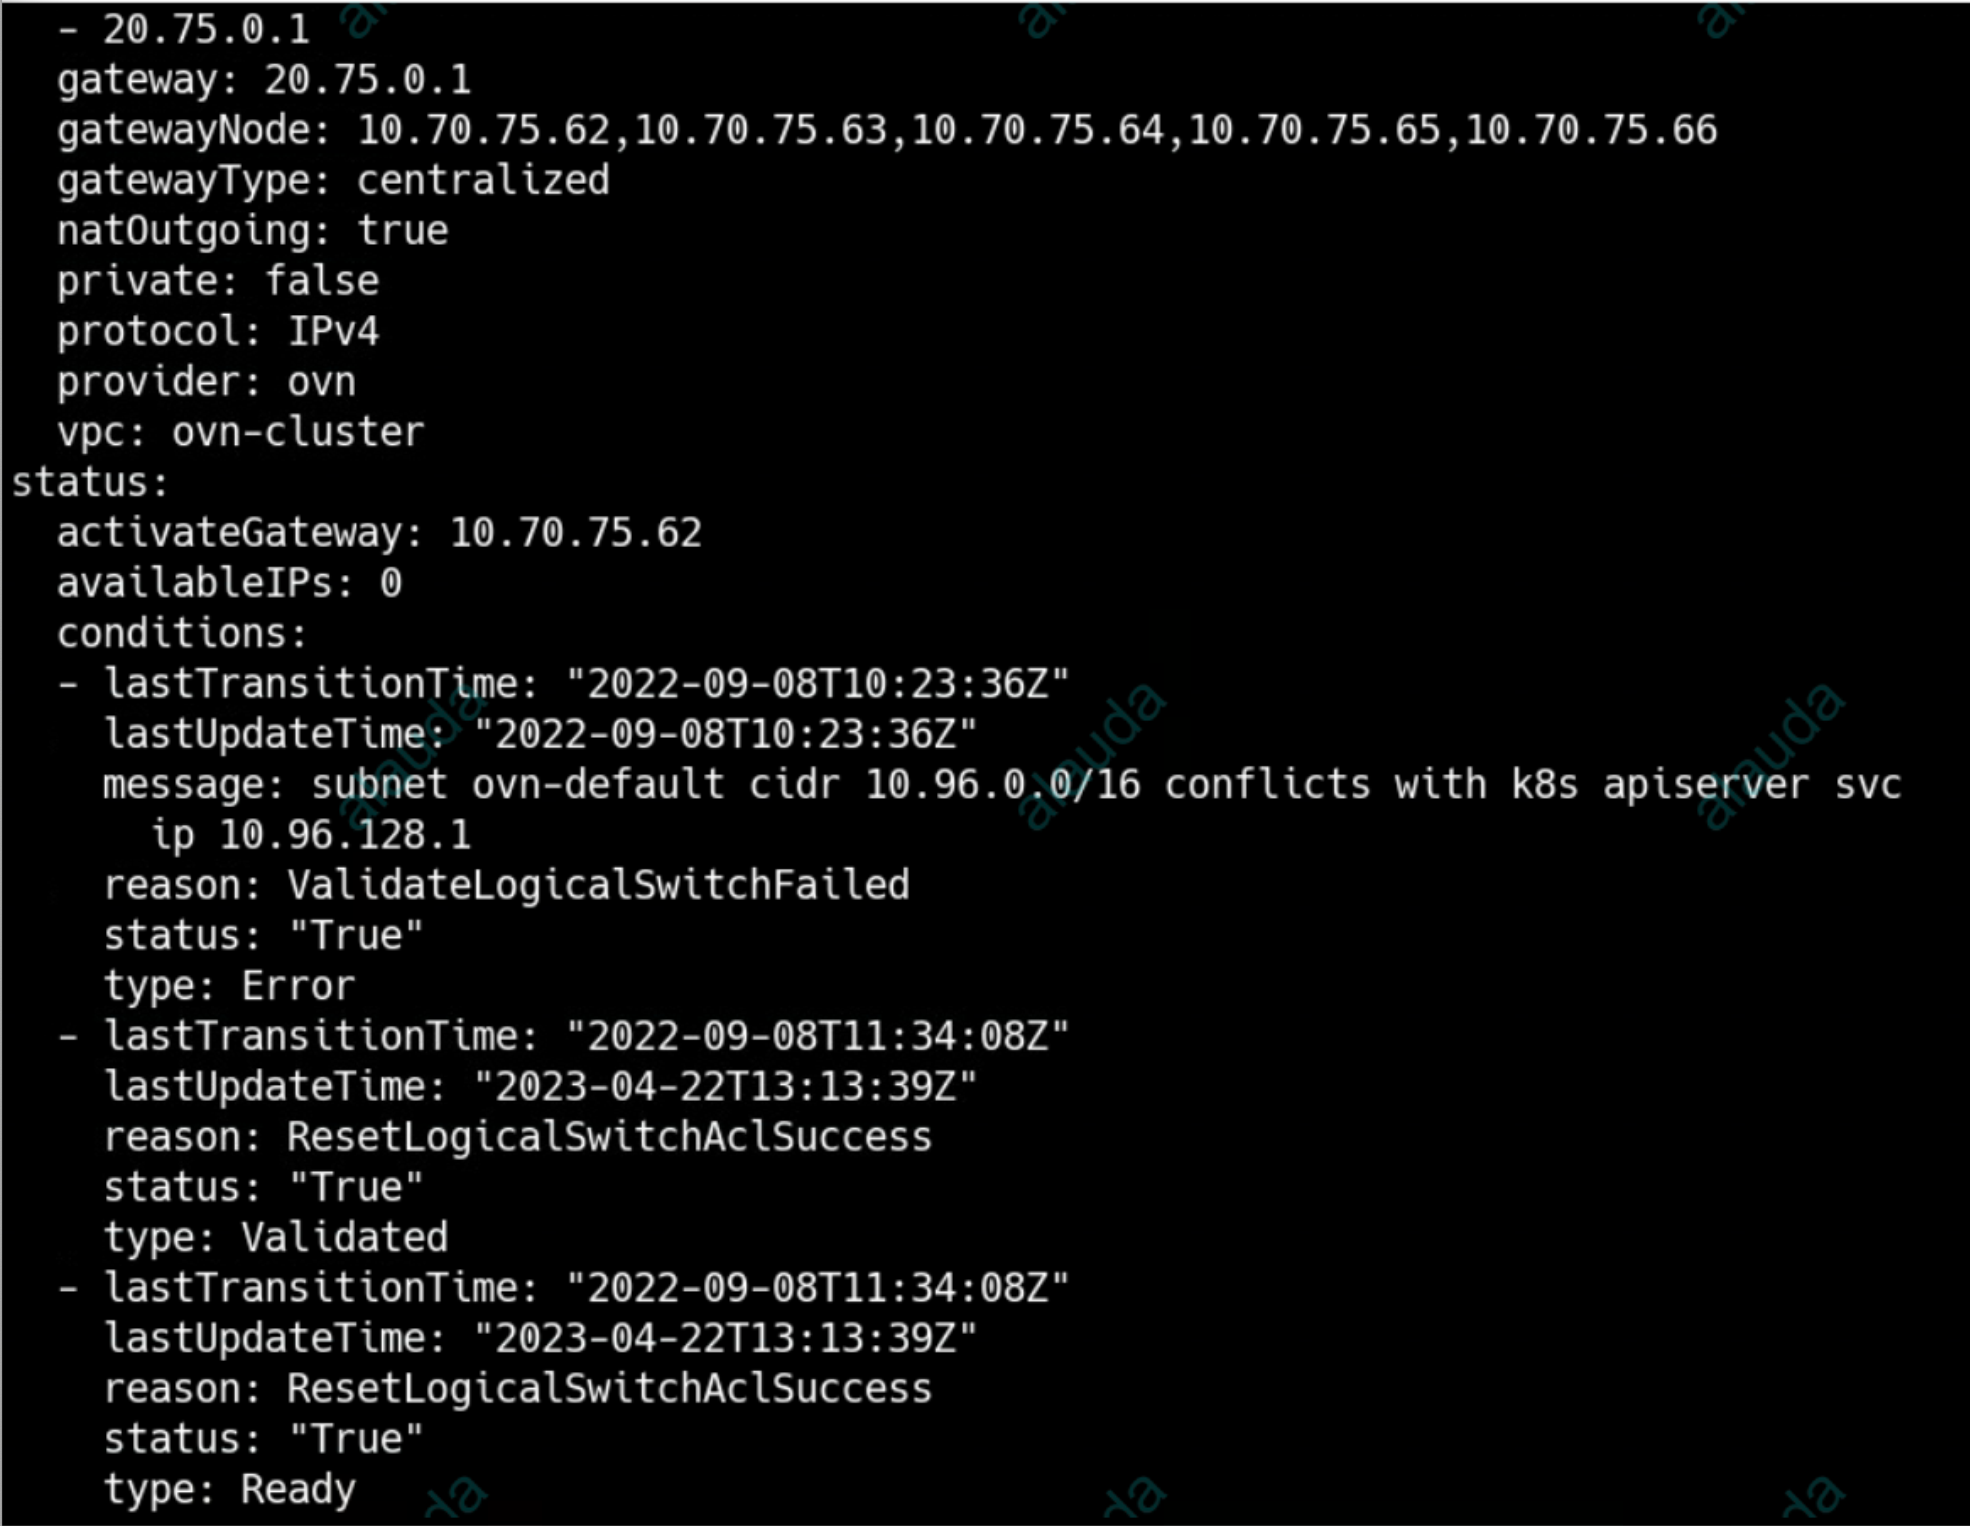 - 20.75.0.1
gateway: 20.75.0.1
gatewayNode: 10.70.75.62,10.70.75.63,10.70.75.64,10.70.75.65,10.70.75.66
gatewayType: centralized
natOutgoing: true
private: false
protocol: IPv4
provider: ovn
vpc: ovn-cluster
status:
activateGateway: 10.70.75.62
availableIPs: 0
conditions:
- lastTransitionTime: "2022-09-08T10:23:36Z"
lastUpdateTime: "2022-09-08T10:23:36Z"
message: subnet ovn-default cidr 10.96.0.0/16 conflicts with k8s apiserver svc
ip 10.96.128.1
reason: ValidateLogicalSwitchFailed
status: "True"
type: Error
- lastTransitionTime: "2022-09-08T11:34:08Z"
lastUpdateTime: "2023-04-22T13:13:39Z"
reason: ResetLogicalSwitchAclSuccess
status: "True"
type: Validated
- lastTransitionTime: "2022-09-08T11:34:08Z"
lastUpdateTime: "2023-04-22T13:13:39Z"
reason: ResetLogicalSwitchAclSuccess
status: "True"
type: Ready
alauda
alauda
alauda